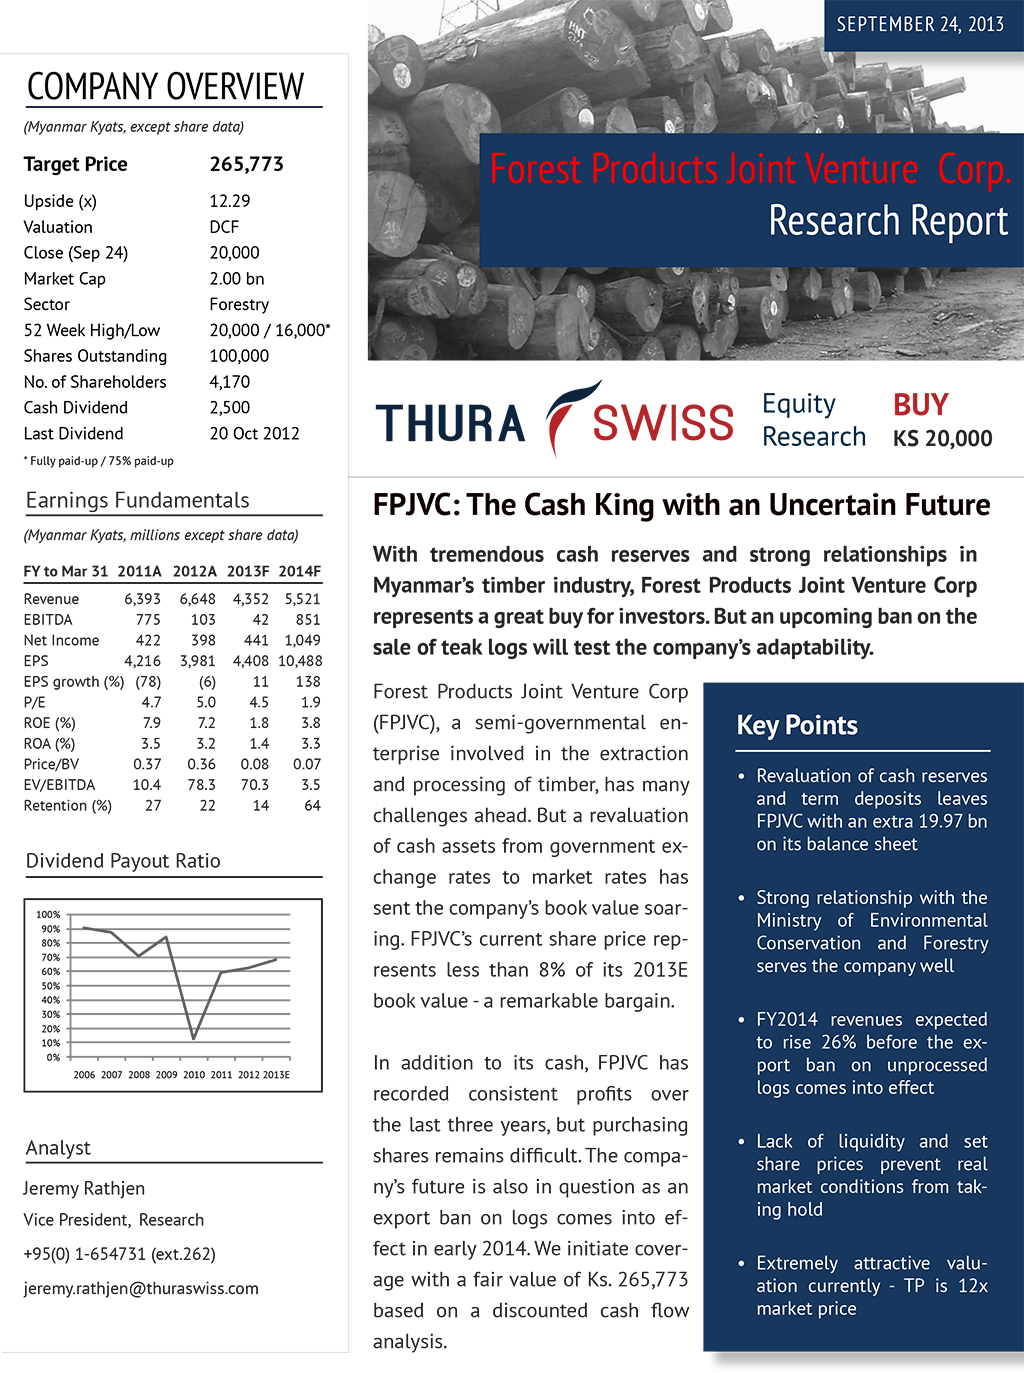 SEPTEMBER 24, 2013
Forest Products Joint Venture  Corp.
Research Report
COMPANY OVERVIEW
(Myanmar Kyats, except share data)
Target Price 265,773
Upside (x) 12.29
Valuation DCF
Close (Sep 24) 20,000
Market Cap 2.00 bn
Sector Forestry
52 Week High/Low 20,000 / 16,000*
Shares Outstanding 100,000
No. of Shareholders 4,170
Cash Dividend 2,500
Last Dividend 20 Oct 2012
* Fully paid-up / 75% paid-up
Earnings Fundamentals
(Myanmar Kyats, millions except share data)
FY to Mar 31 2011A 2012A 2013F 2014F
Revenue 6,393 6,648 4,352 5,521
EBITDA 775 103 42 851
Net Income 422 398 441 1,049
EPS 4,216 3,981 4,408 10,488
EPS growth (%) (78) (6) 11 138
P/E 4.7 5.0 4.5 1.9
ROE (%) 7.9 7.2 1.8 3.8
ROA (%) 3.5 3.2 1.4 3.3
Price/BV 0.37 0.36 0.08 0.07
EV/EBITDA 10.4 78.3 70.3 3.5
Retention (%) 27 22 14 64
Dividend Payout Ratio
100%
90%
80%
70%
60%
50%
40%
30%
20%
10%
0%
2006 2007 2008 2009 2010 2011 2012 2013E
Analyst
Jeremy Rathjen
Vice President, Research
+95(0) 1-654731 (ext.262)
jeremy.rathjen@thuraswiss.com
THURA SWISS
Equity
Research
BUY
KS 20,000
FPJVC: The Cash King with an Uncertain Future
With tremendous cash reserves and strong relationships in
Myanmar's timber industry, Forest Products Joint Venture Corp
represents a great buy for investors. But an upcoming ban on the
sale of teak logs will test the company's adaptability.
Forest Products Joint Venture Corp
(FPJVC), a semi-governmental en-
terprise involved in the extraction
and processing of timber, has many
challenges ahead. But a revaluation
of cash assets from government ex-
change rates to market rates has
sent the company's book value soar-
ing. FPJVC's current share price rep-
resents less than 8% of its 2013E
book value - a remarkable bargain.
In addition to its cash, FPJVC has
recorded consistent profits over
the last three years, but purchasing
shares remains difficult. The compa-
ny's future is also in question as an
export ban on logs comes into ef-
fect in early 2014. We initiate cover-
age with a fair value of Ks. 265,773
based on a discounted cash flow
analysis.
Key Points
• Revaluation of cash reserves
and term deposits leaves
FPJVC with an extra 19.97 bn
on its balance sheet
• Strong relationship with the
Ministry of Environmental
Conservation and Forestry
serves the company well
• FY2014 revenues expected
to rise 26% before the ex-
port ban on unprocessed
logs comes into effect
• Lack of liquidity and set
share prices prevent real
market conditions from tak-
ing hold
• Extremely attractive valu-
ation currently - TP is 12x
market price